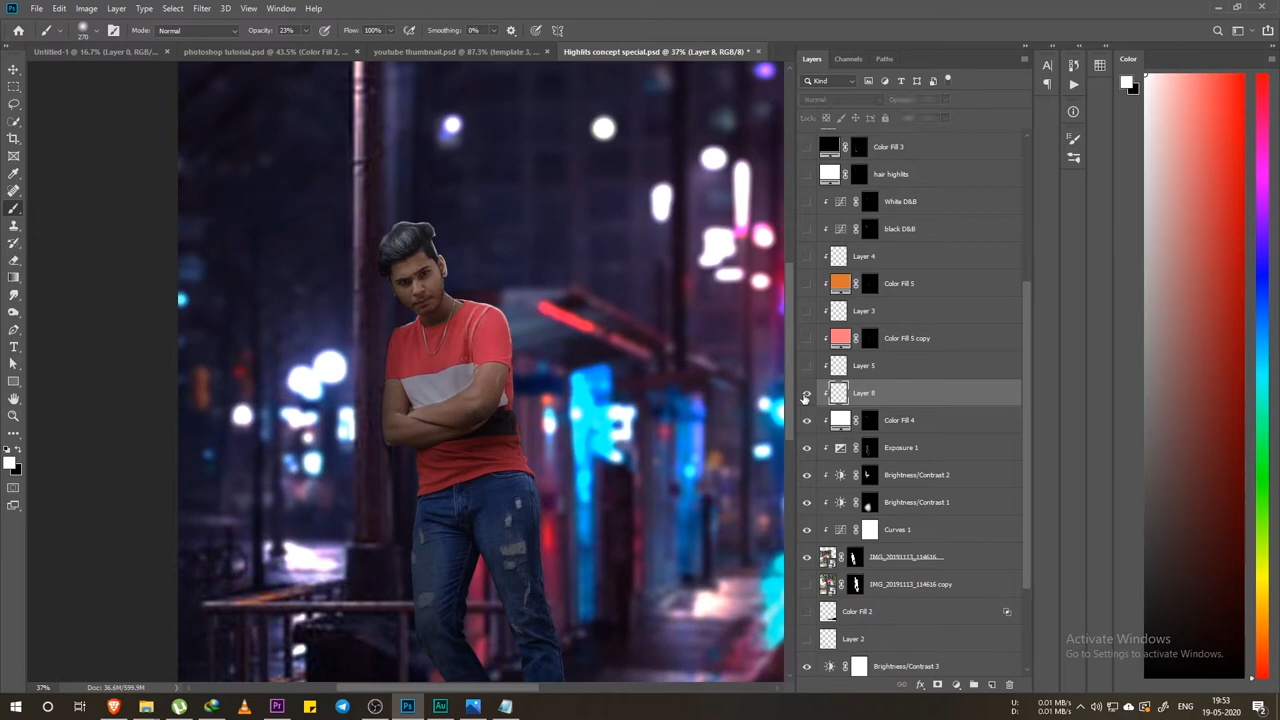 Ps File Edit Image Layer Type Select Filter 3D View Window Help
270 Mode: Normal Opacity: 23% Flow: 100% Smoothing: 0%
Untitled-1 @ 16.7% (Layer 0, RGB/... × photoshop tutorial.psd @ 43.5% (Color Fill 2, ... × youtube thumbnail.psd @ 87.3% (template 3, ... × Highlits concept special.psd @ 37% (Layer 8, RGB/8) * ×
Layers Channels Paths
Color
Kind
Normal Opacity:
Lock:
Color Fill 3
hair highlits
White D&B
black D&B
Layer 4
Color Fill 5
Layer 3
Color Fill 5 copy
Layer 5
Layer 8
Color Fill 4
Exposure 1
Brightness/Contrast 2
Brightness/Contrast 1
Curves 1
IMG_20191113_114616...
IMG_20191113_114616 copy
Color Fill 2
Layer 2
Brightness/Contrast 3
Activate Windows
Go to Settings to activate Windows.
37% Doc: 36.6M/599.9M
U: 0.01 MB/s
D: 0.01 MB/s
ENG
19:53
19-05-2020